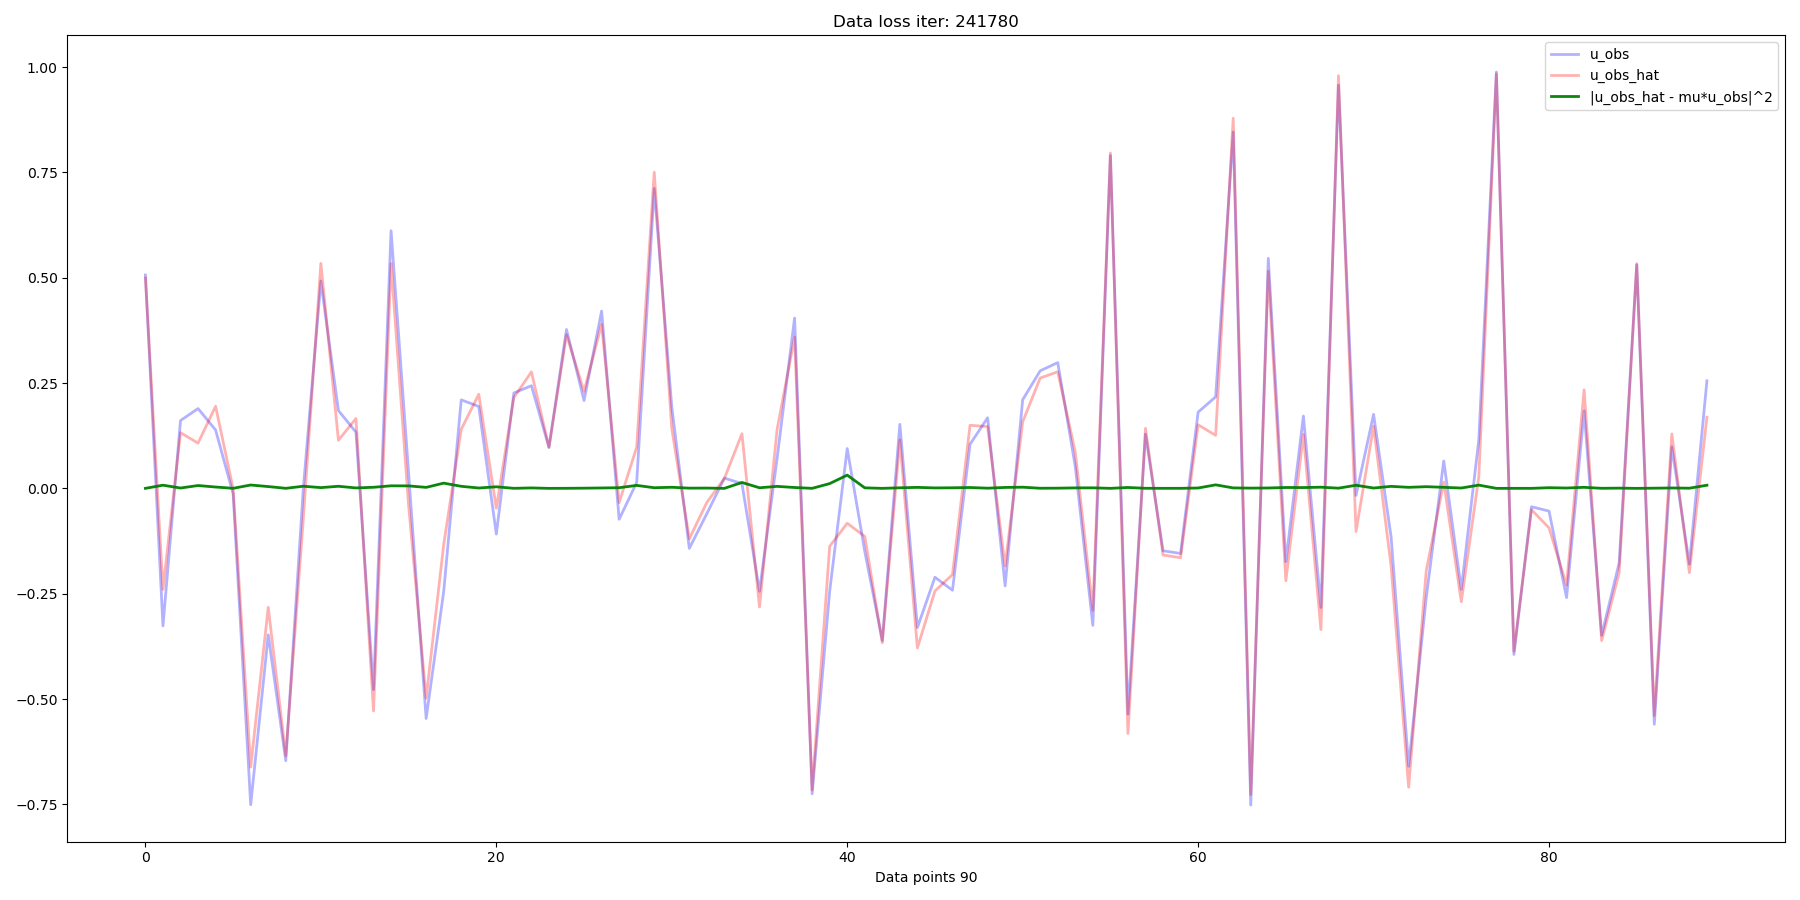 Data loss iter: 241780
u_obs
u_obs_hat
|u_obs_hat - mu*u_obs|^2
1.00
0.75
0.50
0.25
0.00
−0.25
−0.50
−0.75
0 20 40 60 80
Data points 90